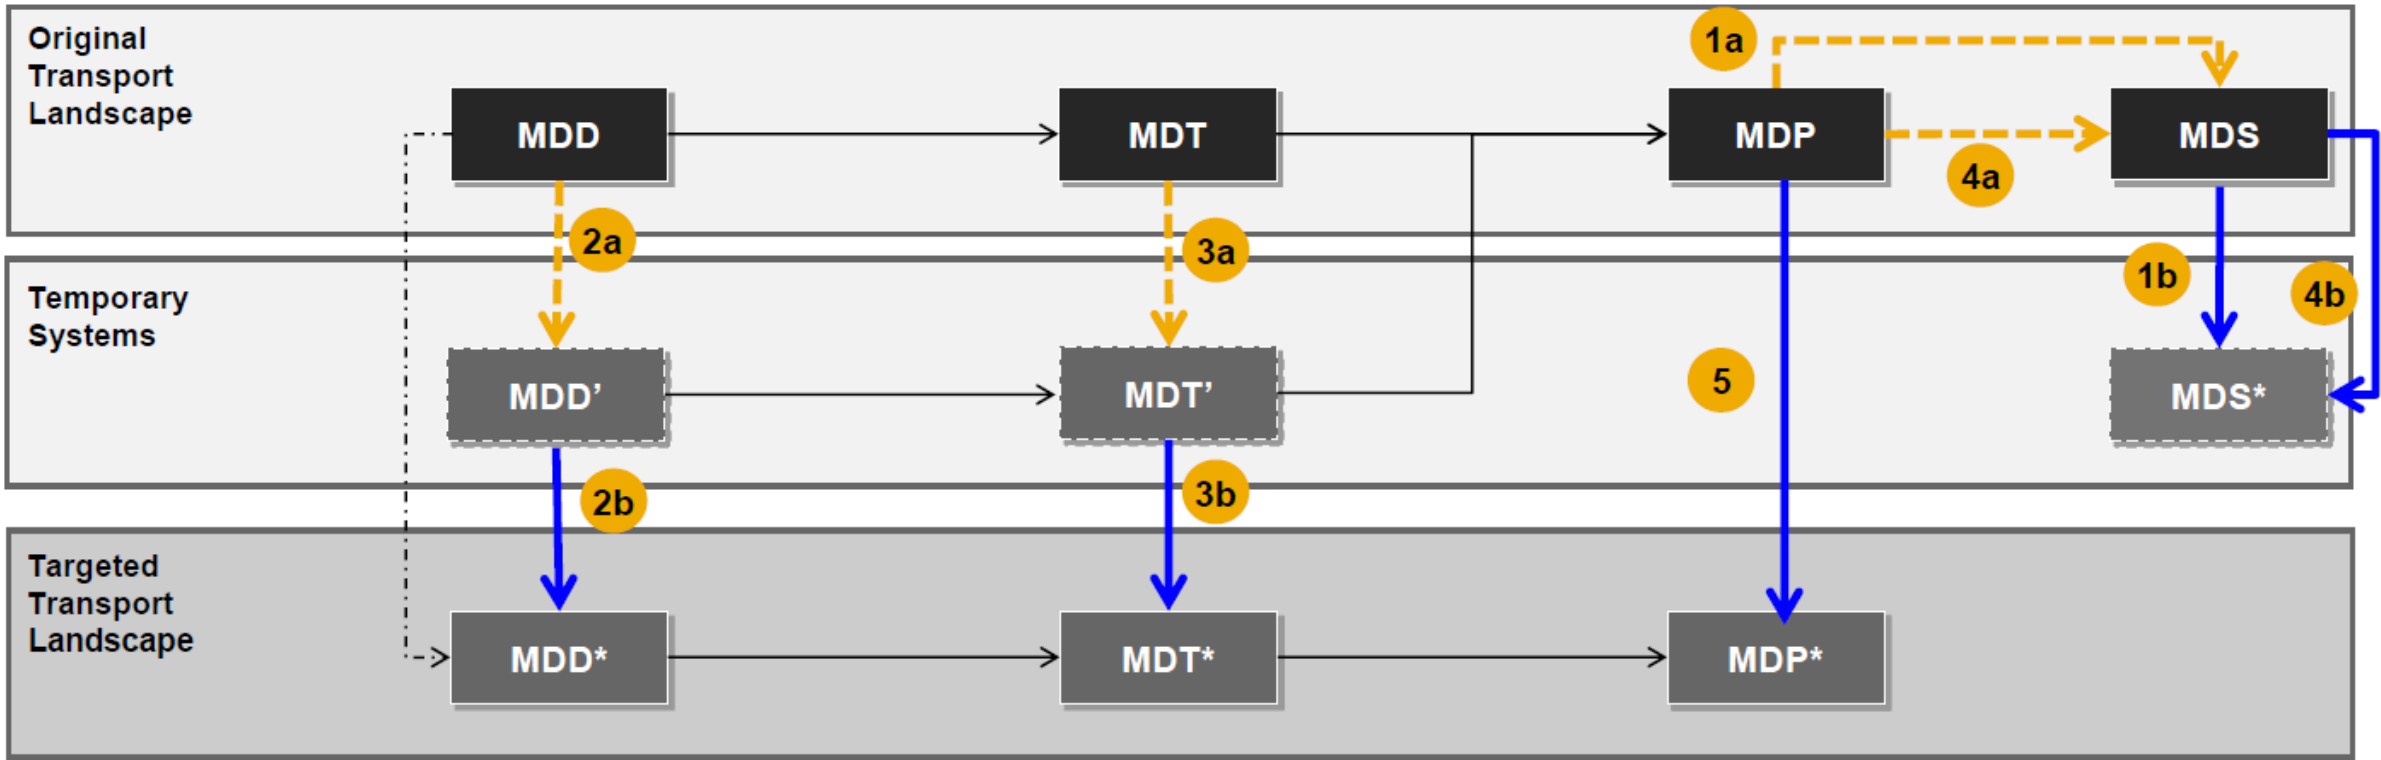 Original
Transport
Landscape
1a
MDD
MDT
MDP
MDS
4a
2a
3a
Temporary
Systems
1b
4b
MDD’
MDT’
5
MDS*
2b
3b
Targeted
Transport
Landscape
MDD*
MDT*
MDP*